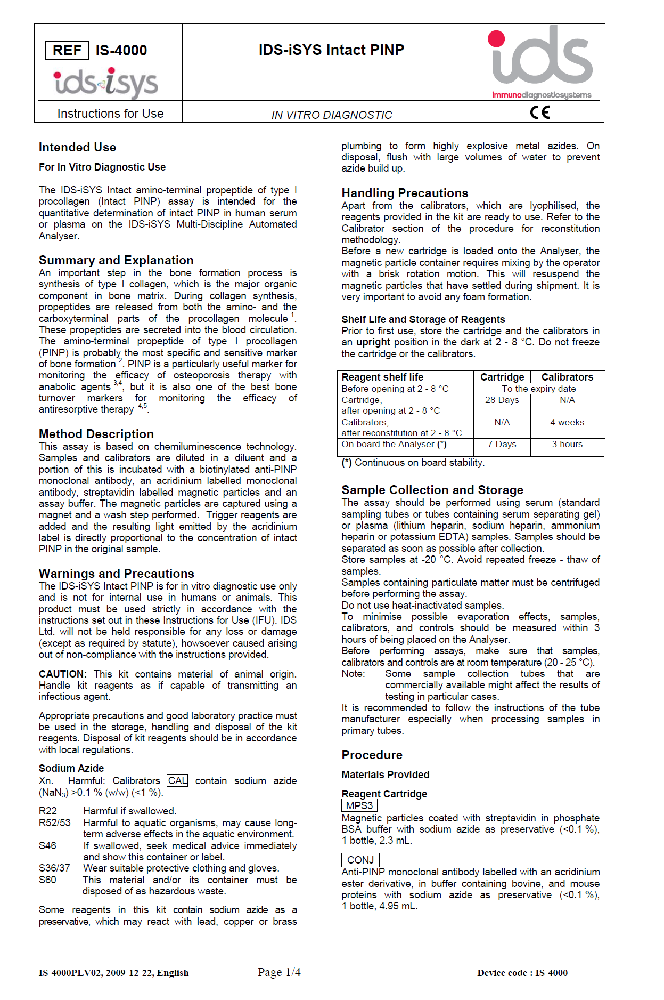 REF IS-4000
ids-isys
Instructions for Use
IDS-iSYS Intact PINP
IN VITRO DIAGNOSTIC
ids
immunodiagnosticsystems
CE
Intended Use
For In Vitro Diagnostic Use
The IDS-iSYS Intact amino-terminal propeptide of type I
procollagen (Intact PINP) assay is intended for the
quantitative determination of intact PINP in human serum
or plasma on the IDS-iSYS Multi-Discipline Automated
Analyser.
Summary and Explanation
An important step in the bone formation process is
synthesis of type I collagen, which is the major organic
component in bone matrix. During collagen synthesis,
propeptides are released from both the amino- and the
carboxyterminal parts of the procollagen molecule 1.
These propeptides are secreted into the blood circulation.
The amino-terminal propeptide of type I procollagen
(PINP) is probably the most specific and sensitive marker
of bone formation 2. PINP is a particularly useful marker for
monitoring the efficacy of osteoporosis therapy with
anabolic agents 3,4, but it is also one of the best bone
turnover markers for monitoring the efficacy of
antiresorptive therapy 4,5.
Method Description
This assay is based on chemiluminescence technology.
Samples and calibrators are diluted in a diluent and a
portion of this is incubated with a biotinylated anti-PINP
monoclonal antibody, an acridinium labelled monoclonal
antibody, streptavidin labelled magnetic particles and an
assay buffer. The magnetic particles are captured using a
magnet and a wash step performed. Trigger reagents are
added and the resulting light emitted by the acridinium
label is directly proportional to the concentration of intact
PINP in the original sample.
Warnings and Precautions
The IDS-iSYS Intact PINP is for in vitro diagnostic use only
and is not for internal use in humans or animals. This
product must be used strictly in accordance with the
instructions set out in these Instructions for Use (IFU). IDS
Ltd. will not be held responsible for any loss or damage
(except as required by statute), howsoever caused arising
out of non-compliance with the instructions provided.
CAUTION: This kit contains material of animal origin.
Handle kit reagents as if capable of transmitting an
infectious agent.
Appropriate precautions and good laboratory practice must
be used in the storage, handling and disposal of the kit
reagents. Disposal of kit reagents should be in accordance
with local regulations.
Sodium Azide
Xn. Harmful: Calibrators CAL contain sodium azide
(NaN3) >0.1 % (w/w) (<1 %).
R22 Harmful if swallowed.
R52/53 Harmful to aquatic organisms, may cause long-
term adverse effects in the aquatic environment.
S46 If swallowed, seek medical advice immediately
and show this container or label.
S36/37 Wear suitable protective clothing and gloves.
S60 This material and/or its container must be
disposed of as hazardous waste.
Some reagents in this kit contain sodium azide as a
preservative, which may react with lead, copper or brass
plumbing to form highly explosive metal azides. On
disposal, flush with large volumes of water to prevent
azide build up.
Handling Precautions
Apart from the calibrators, which are lyophilised, the
reagents provided in the kit are ready to use. Refer to the
Calibrator section of the procedure for reconstitution
methodology.
Before a new cartridge is loaded onto the Analyser, the
magnetic particle container requires mixing by the operator
with a brisk rotation motion. This will resuspend the
magnetic particles that have settled during shipment. It is
very important to avoid any foam formation.
Shelf Life and Storage of Reagents
Prior to first use, store the cartridge and the calibrators in
an upright position in the dark at 2 - 8 °C. Do not freeze
the cartridge or the calibrators.
Reagent shelf life Cartridge Calibrators
Before opening at 2 - 8 °C To the expiry date
Cartridge, 28 Days N/A
after opening at 2 - 8 °C
Calibrators, N/A 4 weeks
after reconstitution at 2 - 8 °C
On board the Analyser (*) 7 Days 3 hours
(*) Continuous on board stability.
Sample Collection and Storage
The assay should be performed using serum (standard
sampling tubes or tubes containing serum separating gel)
or plasma (lithium heparin, sodium heparin, ammonium
heparin or potassium EDTA) samples. Samples should be
separated as soon as possible after collection.
Store samples at -20 °C. Avoid repeated freeze - thaw of
samples.
Samples containing particulate matter must be centrifuged
before performing the assay.
Do not use heat-inactivated samples.
To minimise possible evaporation effects, samples,
calibrators, and controls should be measured within 3
hours of being placed on the Analyser.
Before performing assays, make sure that samples,
calibrators and controls are at room temperature (20 - 25 °C).
Note: Some sample collection tubes that are
commercially available might affect the results of
testing in particular cases.
It is recommended to follow the instructions of the tube
manufacturer especially when processing samples in
primary tubes.
Procedure
Materials Provided
Reagent Cartridge
MPS3
Magnetic particles coated with streptavidin in phosphate
BSA buffer with sodium azide as preservative (<0.1 %),
1 bottle, 2.3 mL.
CONJ
Anti-PINP monoclonal antibody labelled with an acridinium
ester derivative, in buffer containing bovine, and mouse
proteins with sodium azide as preservative (<0.1 %),
1 bottle, 4.95 mL.
IS-4000PLV02, 2009-12-22, English Page 1/4 Device code : IS-4000